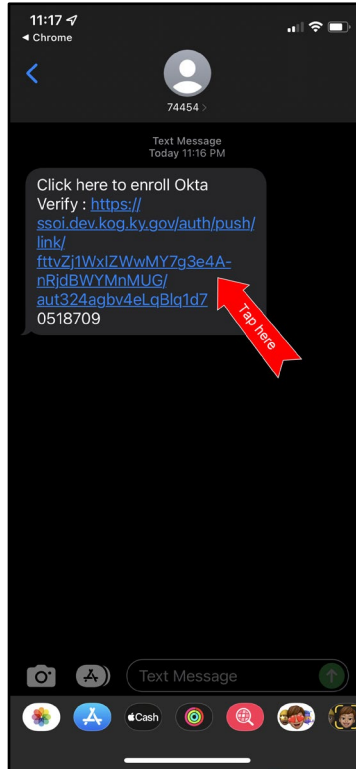 11:17
◄ Chrome
74454 >
Text Message
Today 11:16 PM
Click here to enroll Okta
Verify : https://
ssoi.dev.kog.ky.gov/auth/push/
link/
fttvZj1WxIZWwMY7g3e4A-
nRjdBWYMnMUG/
aut324agbv4eLqBlq1d7
0518709
Tap here
Text Message
Cash